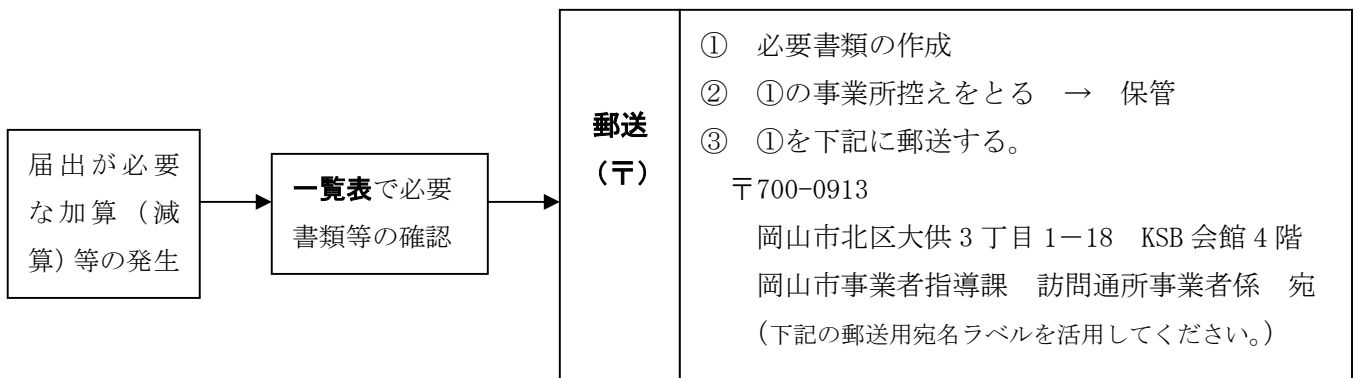 届出が必要
な加算（減
算）等の発生
一覧表で必要
書類等の確認
郵送
（〒）
① 必要書類の作成
② ①の事業所控えをとる → 保管
③ ①を下記に郵送する。
〒700-0913
岡山市北区大供3丁目1－18 KSB会館4階
岡山市事業者指導課 訪問通所事業者係 宛
(下記の郵送用宛名ラベルを活用してください。)